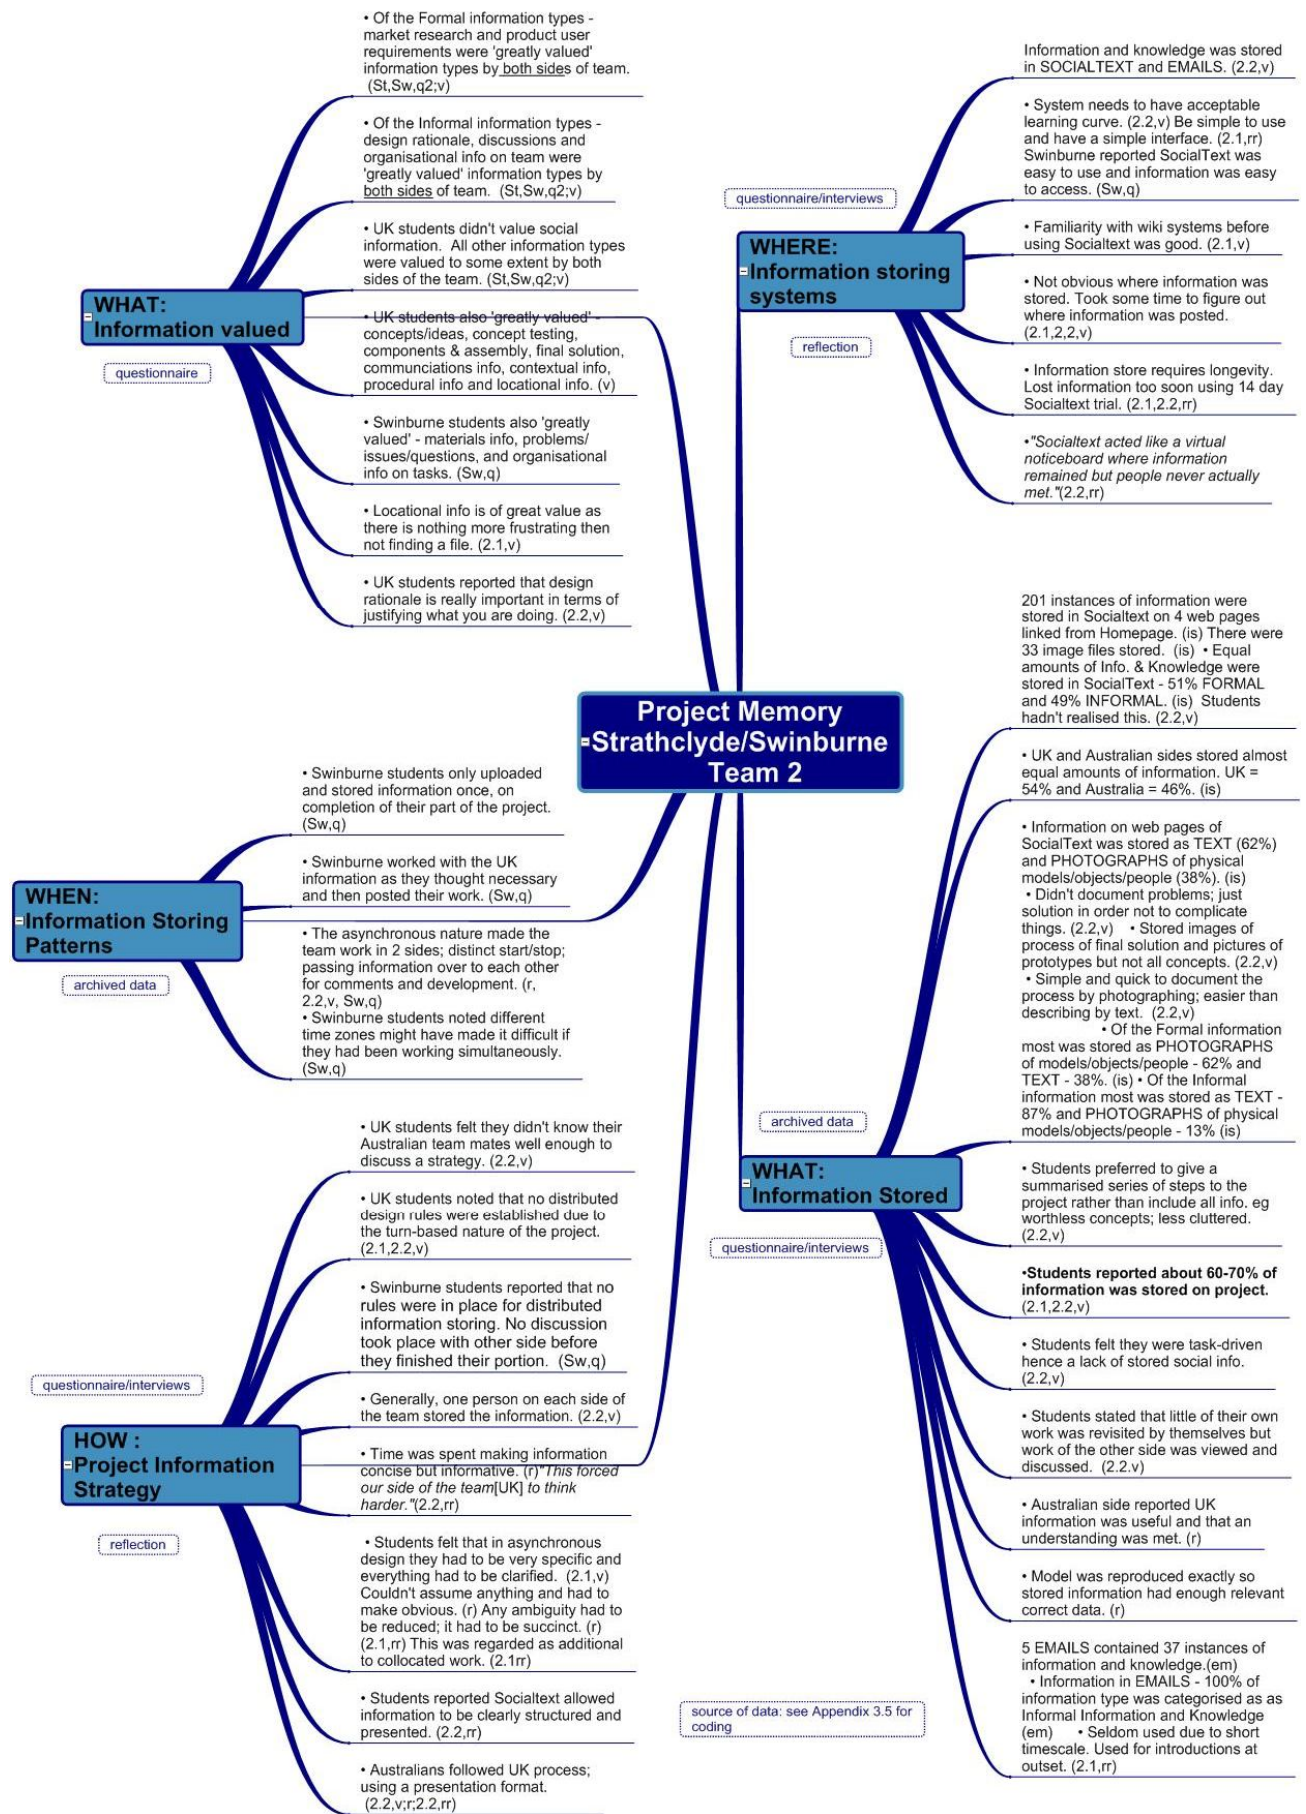 • Of the Formal information types -
market research and product user
requirements were 'greatly valued'
information types by both sides of team.
(St,Sw,q2;v)
• Of the Informal information types -
design rationale, discussions and
organisational info on team were
'greatly valued' information types by
both sides of team. (St,Sw,q2;v)
• UK students didn't value social
information. All other information types
were valued to some extent by both
sides of the team. (St,Sw,q2;v)
WHAT:
Information valued
questionnaire
• UK students also 'greatly valued' -
concepts/ideas, concept testing,
components & assembly, final solution,
communciations info, contextual info,
procedural info and locational info. (v)
• Swinburne students also 'greatly
valued' - materials info, problems/
issues/questions, and organisational
info on tasks. (Sw,q)
• Locational info is of great value as
there is nothing more frustrating then
not finding a file. (2.1,v)
• UK students reported that design
rationale is really important in terms of
justifying what you are doing. (2.2,v)
Information and knowledge was stored
in SOCIALTEXT and EMAILS. (2.2,v)
• System needs to have acceptable
learning curve. (2.2,v) Be simple to use
and have a simple interface. (2.1,rr)
Swinburne reported SocialText was
easy to use and information was easy
to access. (Sw,q)
questionnaire/interviews
WHERE:
Information storing
systems
reflection
• Familiarity with wiki systems before
using Socialtext was good. (2.1,v)
• Not obvious where information was
stored. Took some time to figure out
where information was posted.
(2.1,2,2,v)
• Information store requires longevity.
Lost information too soon using 14 day
Socialtext trial. (2.1,2.2,rr)
•"Socialtext acted like a virtual
noticeboard where information
remained but people never actually
met."(2.2,rr)
Project Memory
Strathclyde/Swinburne
Team 2
• Swinburne students only uploaded
and stored information once, on
completion of their part of the project.
(Sw,q)
• Swinburne worked with the UK
information as they thought necessary
and then posted their work. (Sw,q)
WHEN:
Information Storing
Patterns
archived data
• The asynchronous nature made the
team work in 2 sides; distinct start/stop;
passing information over to each other
for comments and development. (r,
2.2,v, Sw,q)
• Swinburne students noted different
time zones might have made it difficult if
they had been working simultaneously.
(Sw,q)
201 instances of information were
stored in Socialtext on 4 web pages
linked from Homepage. (is) There were
33 image files stored. (is) • Equal
amounts of Info. & Knowledge were
stored in SocialText - 51% FORMAL
and 49% INFORMAL. (is) Students
hadn't realised this. (2.2,v)
• UK and Australian sides stored almost
equal amounts of information. UK =
54% and Australia = 46%. (is)
• Information on web pages of
SocialText was stored as TEXT (62%)
and PHOTOGRAPHS of physical
models/objects/people (38%). (is)
• Didn't document problems; just
solution in order not to complicate
things. (2.2,v) • Stored images of
process of final solution and pictures of
prototypes but not all concepts. (2.2,v)
• Simple and quick to document the
process by photographing; easier than
describing by text. (2.2,v)
• Of the Formal information
most was stored as PHOTOGRAPHS
of models/objects/people - 62% and
TEXT - 38%. (is) • Of the Informal
information most was stored as TEXT -
87% and PHOTOGRAPHS of physical
models/objects/people - 13% (is)
archived data
WHAT:
Information Stored
questionnaire/interviews
• Students preferred to give a
summarised series of steps to the
project rather than include all info. eg
worthless concepts; less cluttered.
(2.2,v)
•Students reported about 60-70% of
information was stored on project.
(2.1,2.2,v)
• Students felt they were task-driven
hence a lack of stored social info.
(2.2,v)
• Students stated that little of their own
work was revisited by themselves but
work of the other side was viewed and
discussed. (2.2.v)
• Australian side reported UK
information was useful and that an
understanding was met. (r)
• Model was reproduced exactly so
stored information had enough relevant
correct data. (r)
5 EMAILS contained 37 instances of
information and knowledge.(em)
• Information in EMAILS - 100% of
information type was categorised as as
Informal Information and Knowledge
(em) • Seldom used due to short
timescale. Used for introductions at
outset. (2.1,rr)
• UK students felt they didn't know their
Australian team mates well enough to
discuss a strategy. (2.2,v)
• UK students noted that no distributed
design rules were established due to
the turn-based nature of the project.
(2.1,2.2,v)
• Swinburne students reported that no
rules were in place for distributed
information storing. No discussion
took place with other side before
they finished their portion. (Sw,q)
questionnaire/interviews
• Generally, one person on each side of
the team stored the information. (2.2,v)
HOW :
Project Information
Strategy
reflection
• Time was spent making information
concise but informative. (r)"This forced
our side of the team[UK] to think
harder."(2.2,rr)
• Students felt that in asynchronous
design they had to be very specific and
everything had to be clarified. (2.1,v)
Couldn't assume anything and had to
make obvious. (r) Any ambiguity had to
be reduced; it had to be succinct. (r)
(2.1,rr) This was regarded as additional
to collocated work. (2.1rr)
• Students reported Socialtext allowed
information to be clearly structured and
presented. (2.2,rr)
• Australians followed UK process;
using a presentation format.
(2.2,v;r;2.2,rr)
source of data: see Appendix 3.5 for
coding